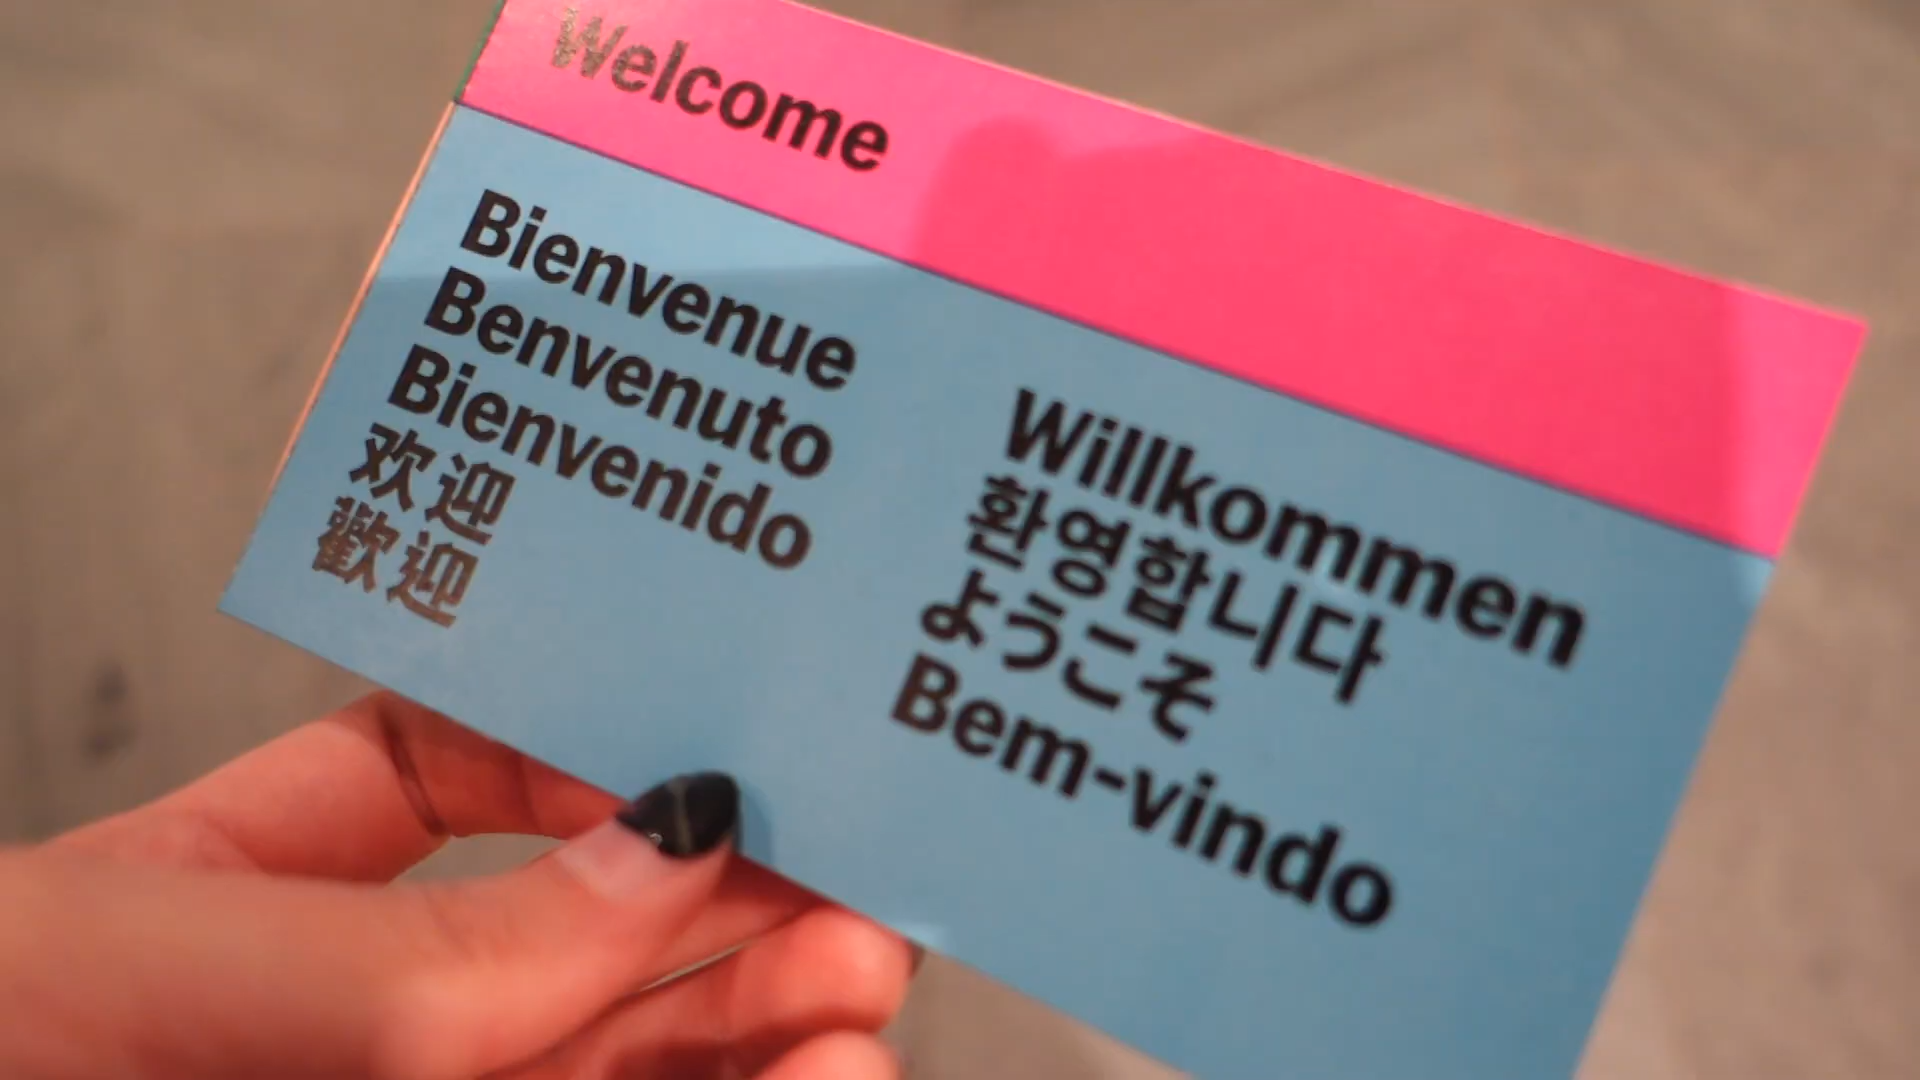 Welcome
Bienvenue
Benvenuto
Bienvenido
欢迎
歡迎
Willkommen
환영합니다
ようこそ
Bem-vindo